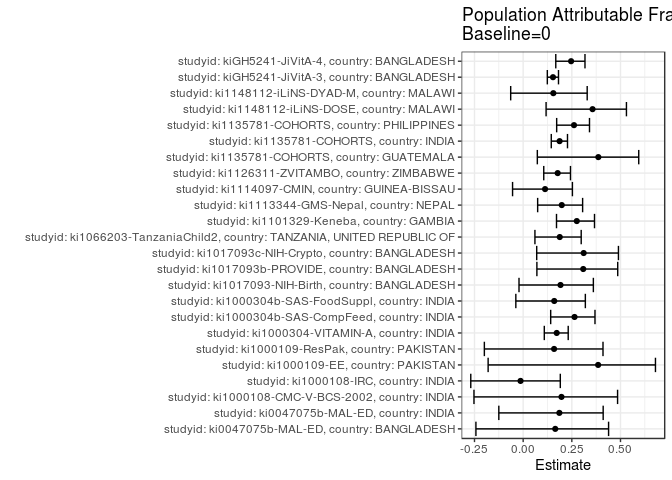 Population Attributable Fra
Baseline=0
studyid: kiGH5241-JiVitA-4, country: BANGLADESH
studyid: kiGH5241-JiVitA-3, country: BANGLADESH
studyid: ki1148112-iLiNS-DYAD-M, country: MALAWI
studyid: ki1148112-iLiNS-DOSE, country: MALAWI
studyid: ki1135781-COHORTS, country: PHILIPPINES
studyid: ki1135781-COHORTS, country: INDIA
studyid: ki1135781-COHORTS, country: GUATEMALA
studyid: ki1126311-ZVITAMBO, country: ZIMBABWE
studyid: ki1114097-CMIN, country: GUINEA-BISSAU
studyid: ki1113344-GMS-Nepal, country: NEPAL
studyid: ki1101329-Keneba, country: GAMBIA
studyid: ki1066203-TanzaniaChild2, country: TANZANIA, UNITED REPUBLIC OF
studyid: ki1017093c-NIH-Crypto, country: BANGLADESH
studyid: ki1017093b-PROVIDE, country: BANGLADESH
studyid: ki1017093-NIH-Birth, country: BANGLADESH
studyid: ki1000304b-SAS-FoodSuppl, country: INDIA
studyid: ki1000304b-SAS-CompFeed, country: INDIA
studyid: ki1000304-VITAMIN-A, country: INDIA
studyid: ki1000109-ResPak, country: PAKISTAN
studyid: ki1000109-EE, country: PAKISTAN
studyid: ki1000108-IRC, country: INDIA
studyid: ki1000108-CMC-V-BCS-2002, country: INDIA
studyid: ki0047075b-MAL-ED, country: INDIA
studyid: ki0047075b-MAL-ED, country: BANGLADESH
-0.25 0.00 0.25 0.50
Estimate